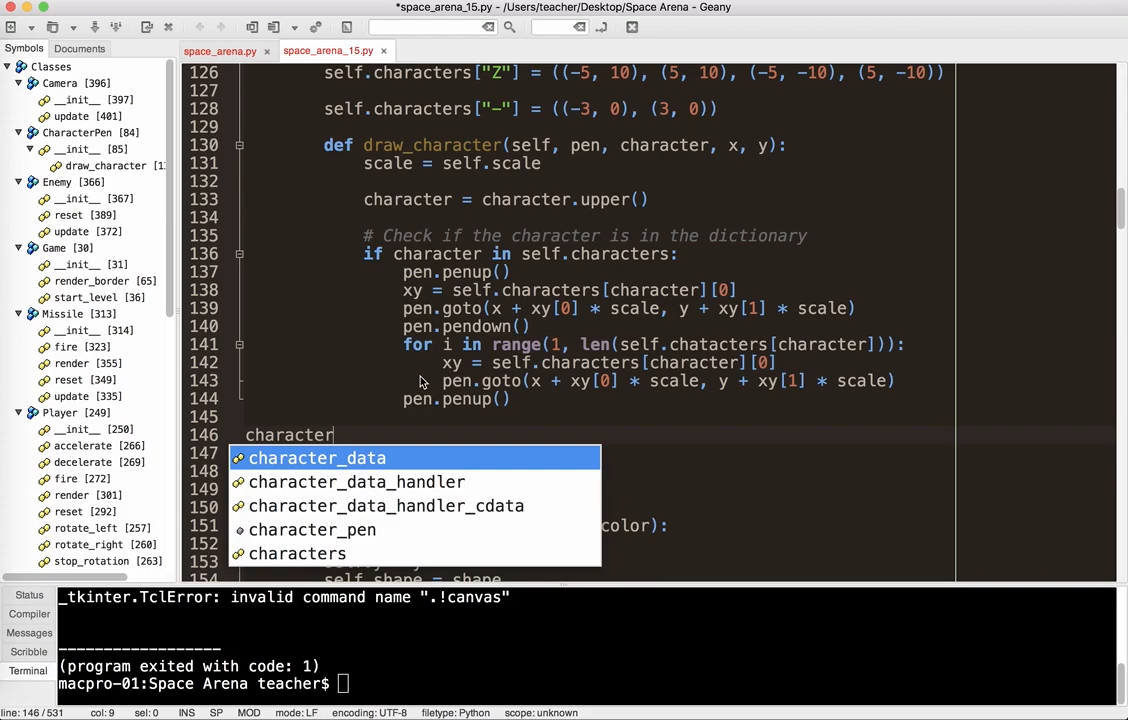 *space_arena_15.py - /Users/teacher/Desktop/Space Arena - Geany
Symbols Documents
space_arena.py × space_arena_15.py ×
Classes
Camera [396]
__init__ [397]
update [401]
CharacterPen [84]
__init__ [85]
draw_character [1
Enemy [366]
__init__ [367]
reset [389]
update [372]
Game [30]
__init__ [31]
render_border [65]
start_level [36]
Missile [313]
__init__ [314]
fire [323]
render [355]
reset [349]
update [335]
Player [249]
__init__ [250]
accelerate [266]
decelerate [269]
fire [272]
render [301]
reset [292]
rotate_left [257]
rotate_right [260]
stop_rotation [263]
126 self.characters["Z"] = ((-5, 10), (5, 10), (-5, -10), (5, -10))
127
128 self.characters["-"] = ((-3, 0), (3, 0))
129
130 def draw_character(self, pen, character, x, y):
131 scale = self.scale
132
133 character = character.upper()
134
135 # Check if the character is in the dictionary
136 if character in self.characters:
137 pen.penup()
138 xy = self.characters[character][0]
139 pen.goto(x + xy[0] * scale, y + xy[1] * scale)
140 pen.pendown()
141 for i in range(1, len(self.chatacters[character])):
142 xy = self.characters[character][0]
143 pen.goto(x + xy[0] * scale, y + xy[1] * scale)
144 pen.penup()
145
146 character
147
148
149
150
151 color):
152
153
154 self.shape = shape
character_data
character_data_handler
character_data_handler_cdata
character_pen
characters
Status
Compiler
Messages
Scribble
Terminal
_tkinter.TclError: invalid command name ".!canvas"
------------------
(program exited with code: 1)
macpro-01:Space Arena teacher$
line: 146 / 531 col: 9 sel: 0 INS SP MOD mode: LF encoding: UTF-8 filetype: Python scope: unknown